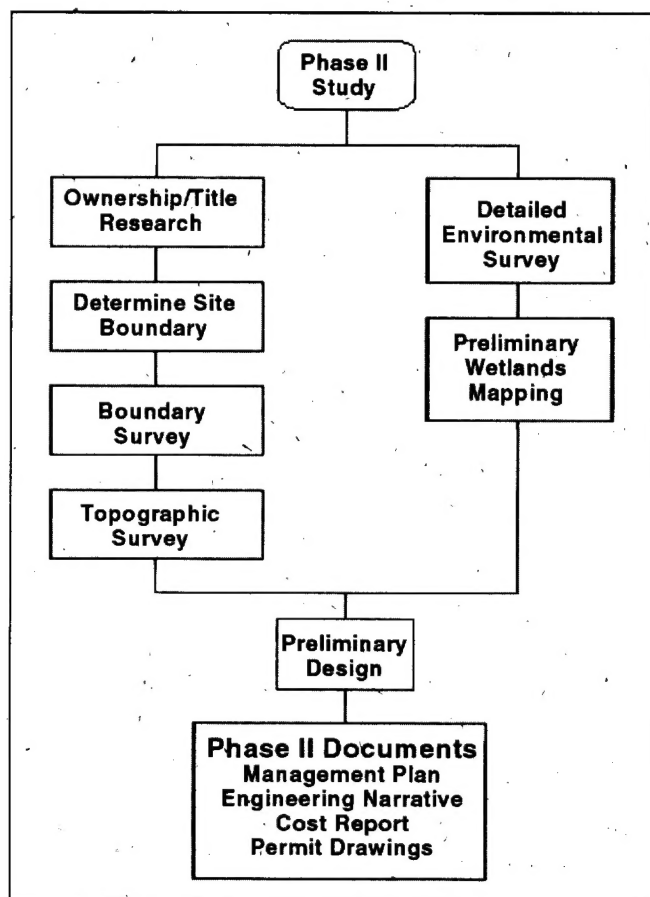 Phase II
Study
Ownership/Title
Research
Determine Site
Boundary
Boundary
Survey
Topographic
Survey
Detailed
Environmental
Survey
Preliminary
Wetlands
Mapping
Preliminary
Design
Phase II Documents
Management Plan
Engineering Narrative
Cost Report
Permit Drawings